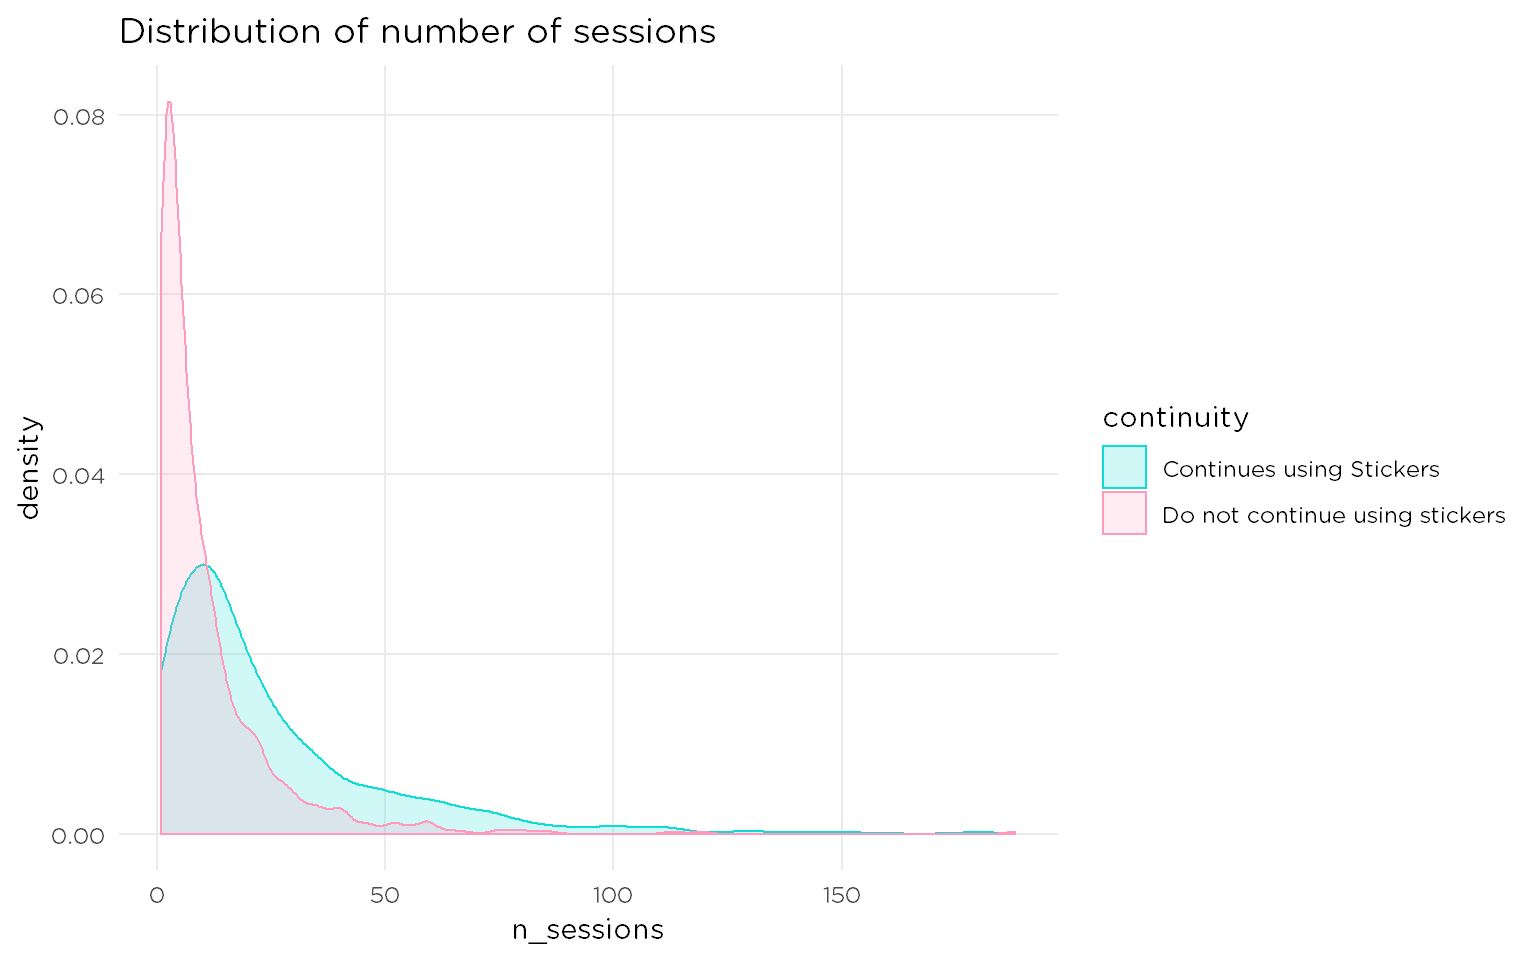 Distribution of number of sessions
0.08
0.06
0.04
0.02
0.00
density
0
50
100
150
n_sessions
continuity
Continues using Stickers
Do not continue using stickers